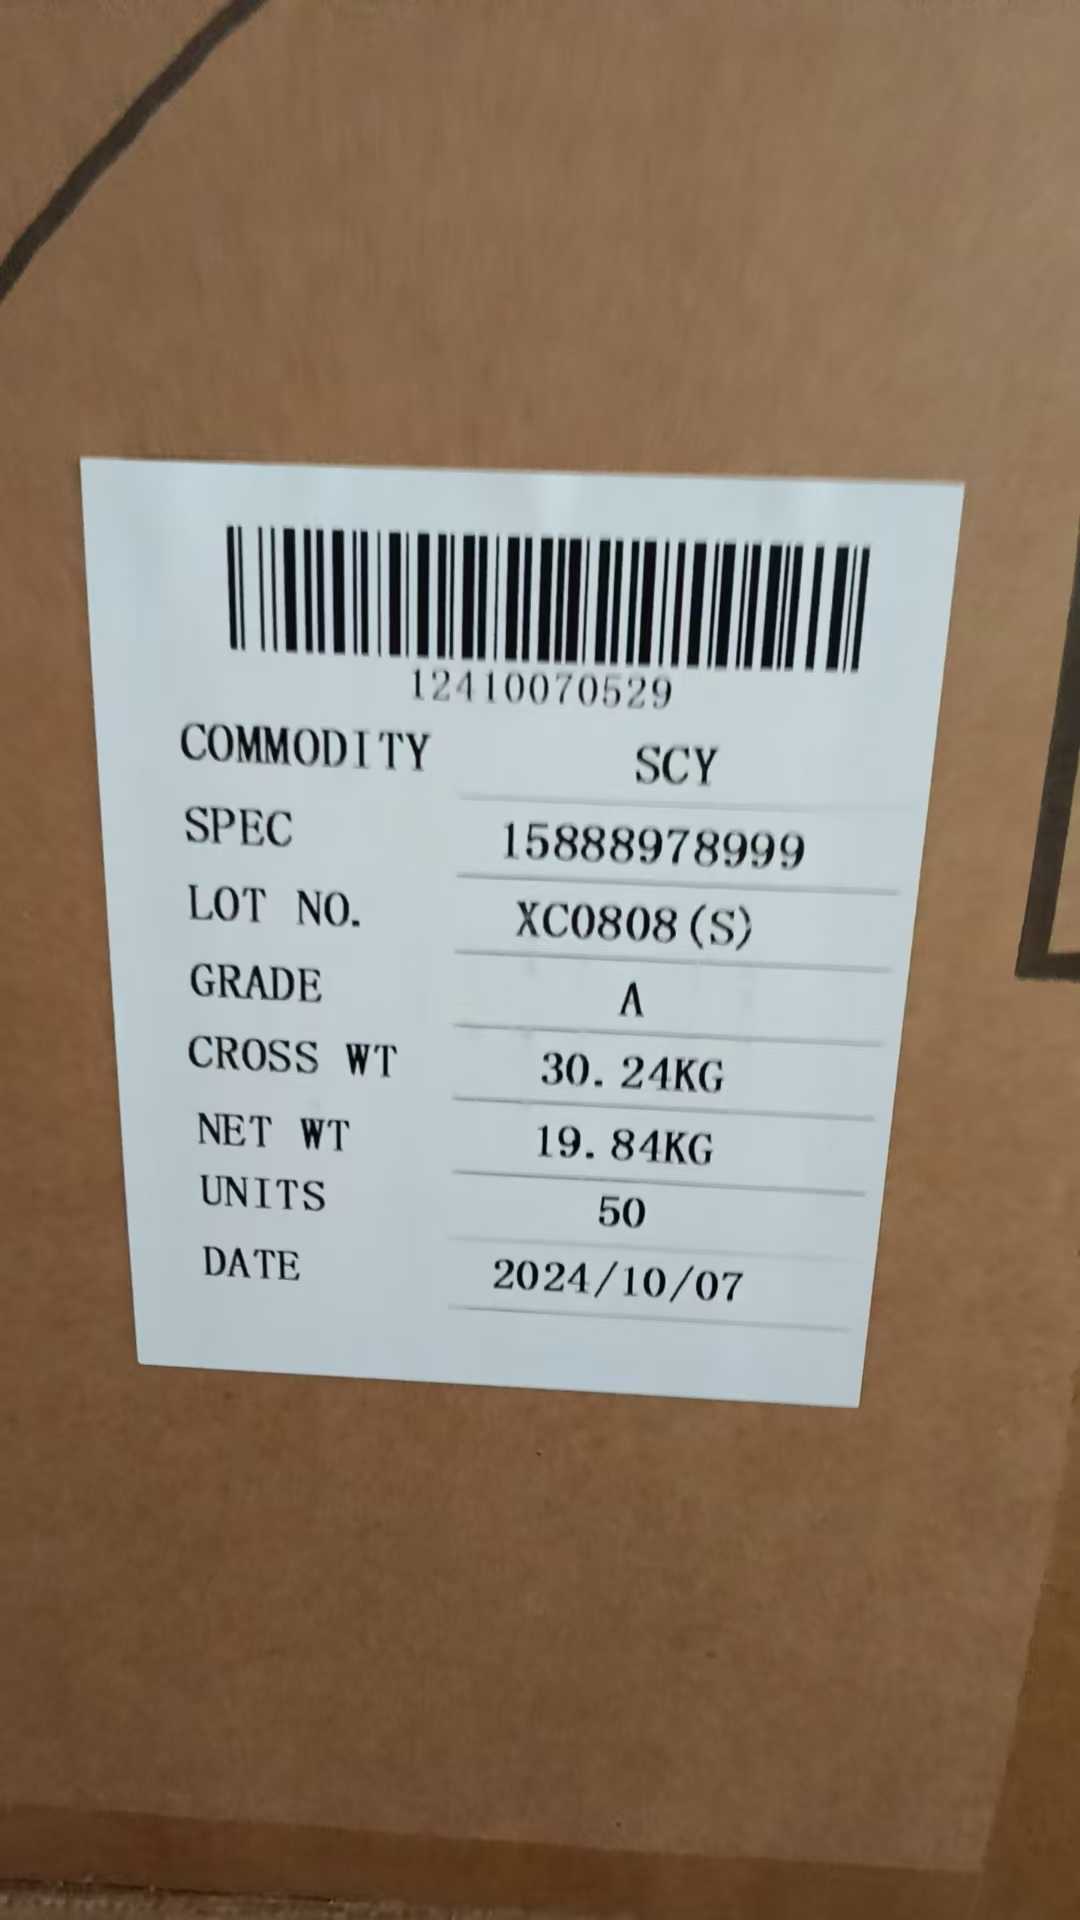 12410070529
COMMODITY SCY
SPEC 15888978999
LOT NO. XC0808(S)
GRADE A
CROSS WT 30.24KG
NET WT 19.84KG
UNITS 50
DATE 2024/10/07